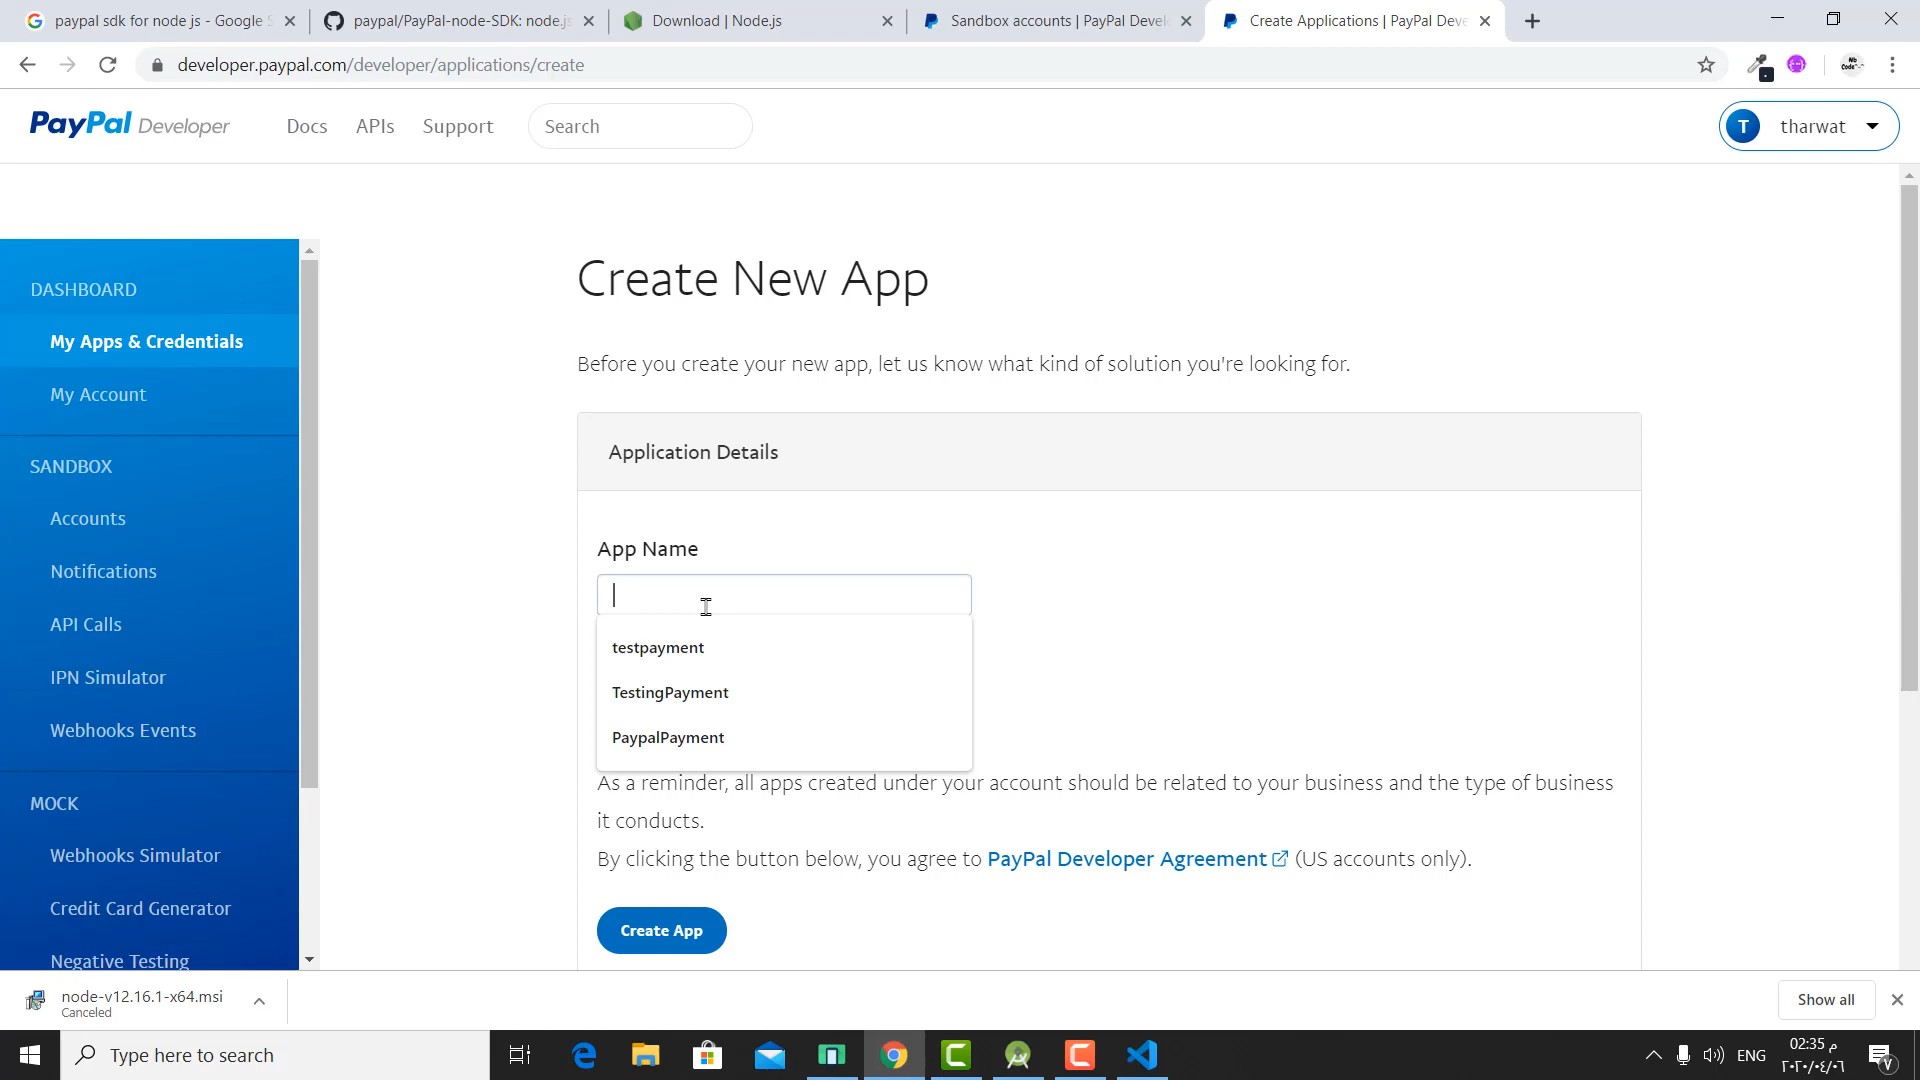 paypal sdk for node js - Google S
paypal/PayPal-node-SDK: node.js
Download | Node.js
Sandbox accounts | PayPal Devel
Create Applications | PayPal Deve
developer.paypal.com/developer/applications/create
PayPal Developer
Docs
APIs
Support
Search
T
tharwat
DASHBOARD
My Apps & Credentials
My Account
SANDBOX
Accounts
Notifications
API Calls
IPN Simulator
Webhooks Events
MOCK
Webhooks Simulator
Credit Card Generator
Negative Testing
Create New App
Before you create your new app, let us know what kind of solution you're looking for.
Application Details
App Name
testpayment
TestingPayment
PaypalPayment
As a reminder, all apps created under your account should be related to your business and the type of business
it conducts.
By clicking the button below, you agree to PayPal Developer Agreement (US accounts only).
Create App
node-v12.16.1-x64.msi
Canceled
Show all
Type here to search
ENG
02:35 م
٢٠٢٠/٠٤/٠٦